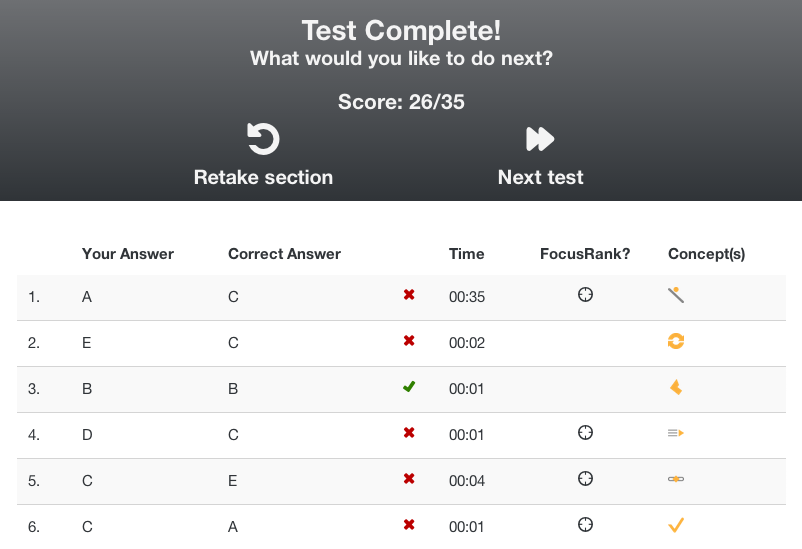 Test Complete!
What would you like to do next?
Score: 26/35
Retake section Next test
Your Answer Correct Answer Time FocusRank? Concept(s)
1. A C 00:35
2. E C 00:02
3. B B 00:01
4. D C 00:01
5. C E 00:04
6. C A 00:01